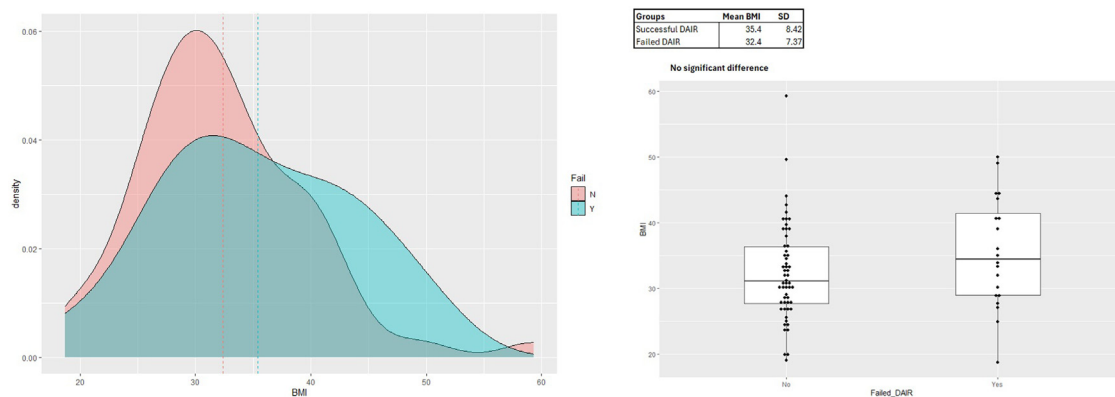 0.06
0.04
0.02
0.00
density
20 30 40 50 60
BMI
Fail
N
Y
Groups Mean BMI SD
Successful DAIR 35.4 8.42
Failed DAIR 32.4 7.37
No significant difference
60
50
40
30
20
BMI
No Yes
Failed_DAIR